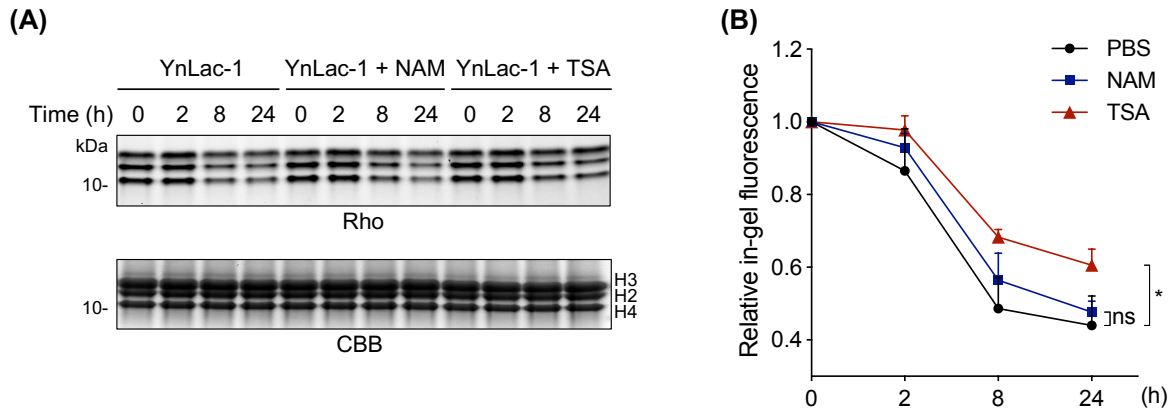 (A)
YnLac-1 YnLac-1 + NAM YnLac-1 + TSA
Time (h) 0 2 8 24 0 2 8 24 0 2 8 24
kDa
10-
Rho
H3
H2
10- H4
CBB
(B)
PBS
NAM
TSA
Relative in-gel fluorescence
1.2
1.0
0.8
0.6
0.4
*
ns
0 2 8 24 (h)